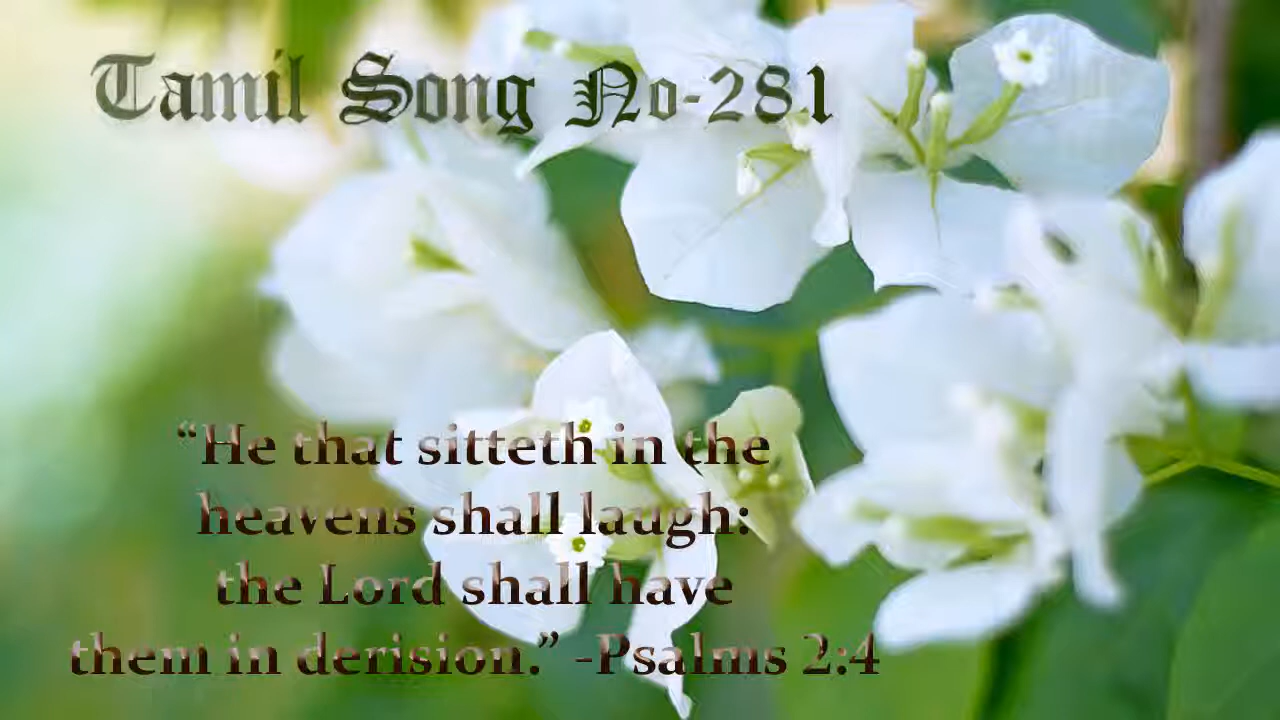 Tamil Song No-281
“He that sitteth in the
heavens shall laugh:
the Lord shall have
them in derision.” -Psalms 2:4